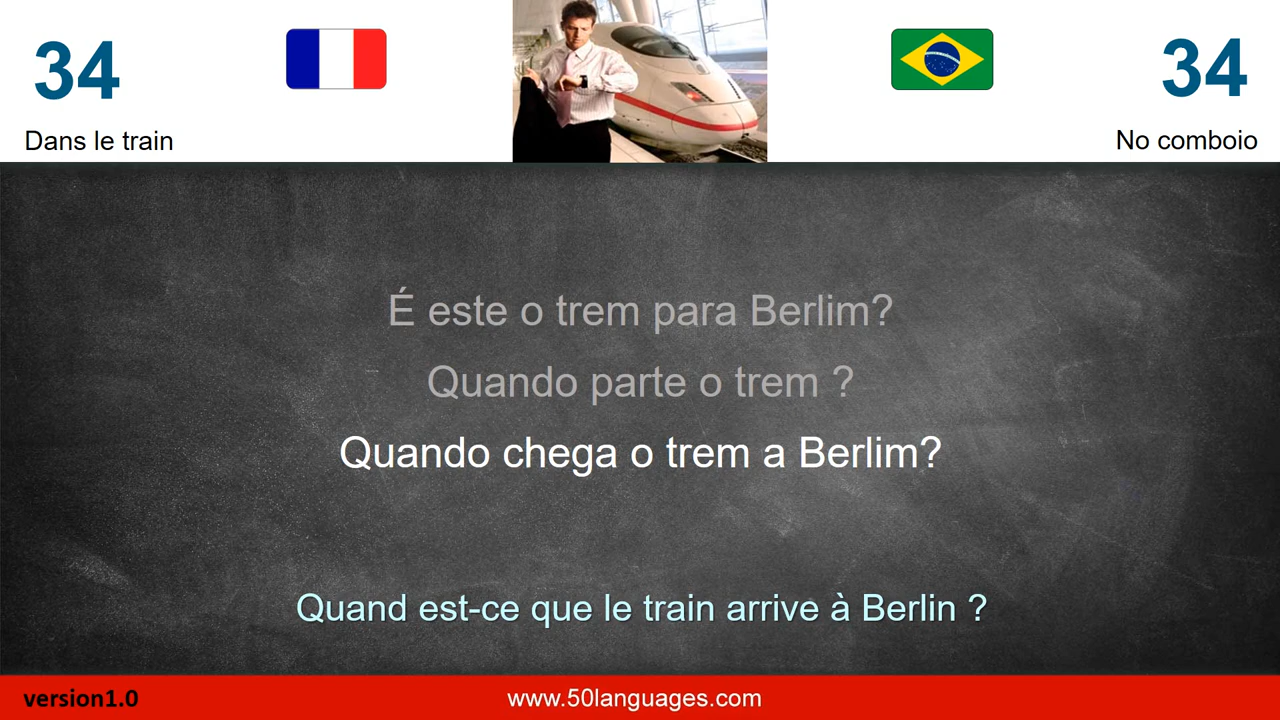 34
34
Dans le train
No comboio
É este o trem para Berlim?
Quando parte o trem ?
Quando chega o trem a Berlim?
Quand est-ce que le train arrive à Berlin ?
version1.0
www.50languages.com